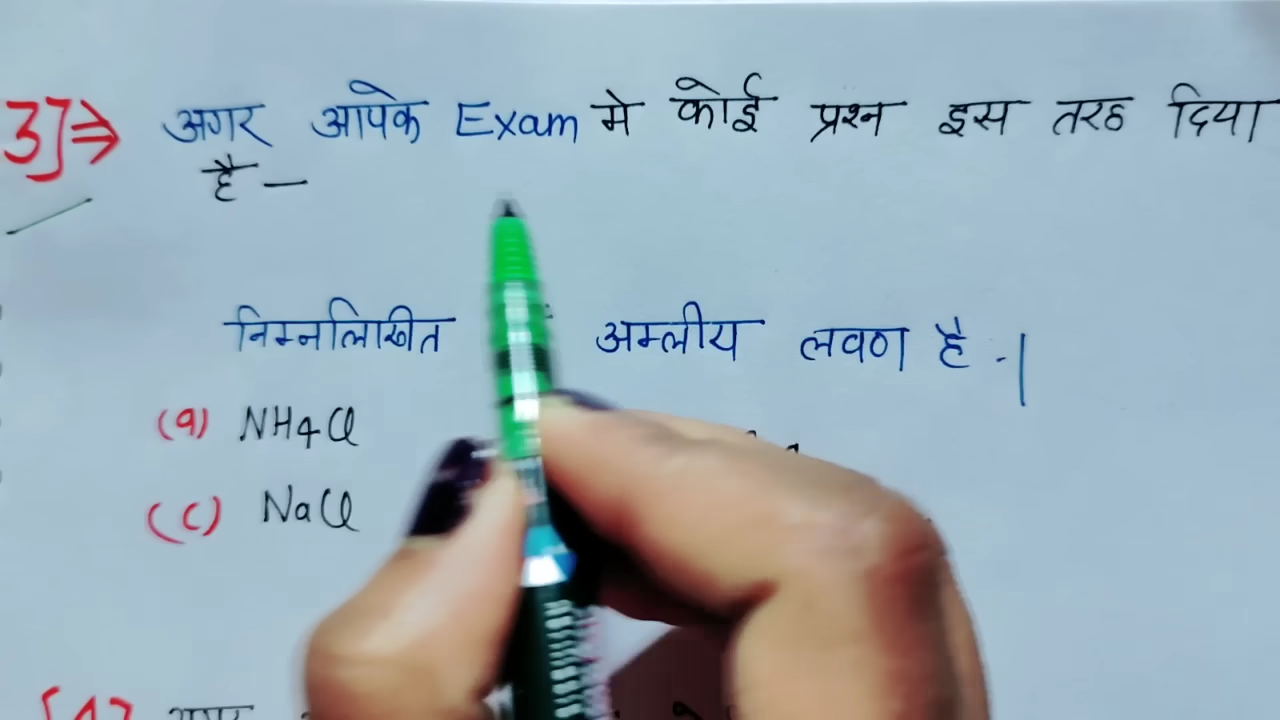 3]⇒ अगर आपके Exam मे कोई प्रश्न इस तरह दिया
है –
निम्नलिखीत अम्लीय लवण है -|
(a) NH4Cl
(C) NaCl